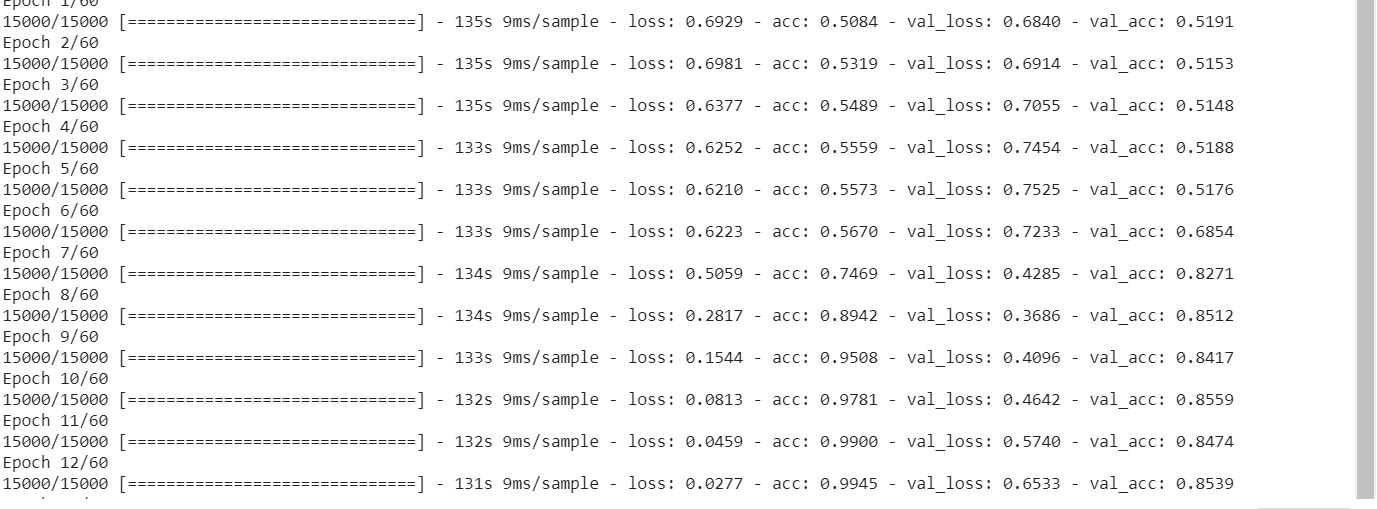 Epoch 1/60
15000/15000 [==============================] - 135s 9ms/sample - loss: 0.6929 - acc: 0.5084 - val_loss: 0.6840 - val_acc: 0.5191
Epoch 2/60
15000/15000 [==============================] - 135s 9ms/sample - loss: 0.6981 - acc: 0.5319 - val_loss: 0.6914 - val_acc: 0.5153
Epoch 3/60
15000/15000 [==============================] - 135s 9ms/sample - loss: 0.6377 - acc: 0.5489 - val_loss: 0.7055 - val_acc: 0.5148
Epoch 4/60
15000/15000 [==============================] - 133s 9ms/sample - loss: 0.6252 - acc: 0.5559 - val_loss: 0.7454 - val_acc: 0.5188
Epoch 5/60
15000/15000 [==============================] - 133s 9ms/sample - loss: 0.6210 - acc: 0.5573 - val_loss: 0.7525 - val_acc: 0.5176
Epoch 6/60
15000/15000 [==============================] - 133s 9ms/sample - loss: 0.6223 - acc: 0.5670 - val_loss: 0.7233 - val_acc: 0.6854
Epoch 7/60
15000/15000 [==============================] - 134s 9ms/sample - loss: 0.5059 - acc: 0.7469 - val_loss: 0.4285 - val_acc: 0.8271
Epoch 8/60
15000/15000 [==============================] - 134s 9ms/sample - loss: 0.2817 - acc: 0.8942 - val_loss: 0.3686 - val_acc: 0.8512
Epoch 9/60
15000/15000 [==============================] - 133s 9ms/sample - loss: 0.1544 - acc: 0.9508 - val_loss: 0.4096 - val_acc: 0.8417
Epoch 10/60
15000/15000 [==============================] - 132s 9ms/sample - loss: 0.0813 - acc: 0.9781 - val_loss: 0.4642 - val_acc: 0.8559
Epoch 11/60
15000/15000 [==============================] - 132s 9ms/sample - loss: 0.0459 - acc: 0.9900 - val_loss: 0.5740 - val_acc: 0.8474
Epoch 12/60
15000/15000 [==============================] - 131s 9ms/sample - loss: 0.0277 - acc: 0.9945 - val_loss: 0.6533 - val_acc: 0.8539